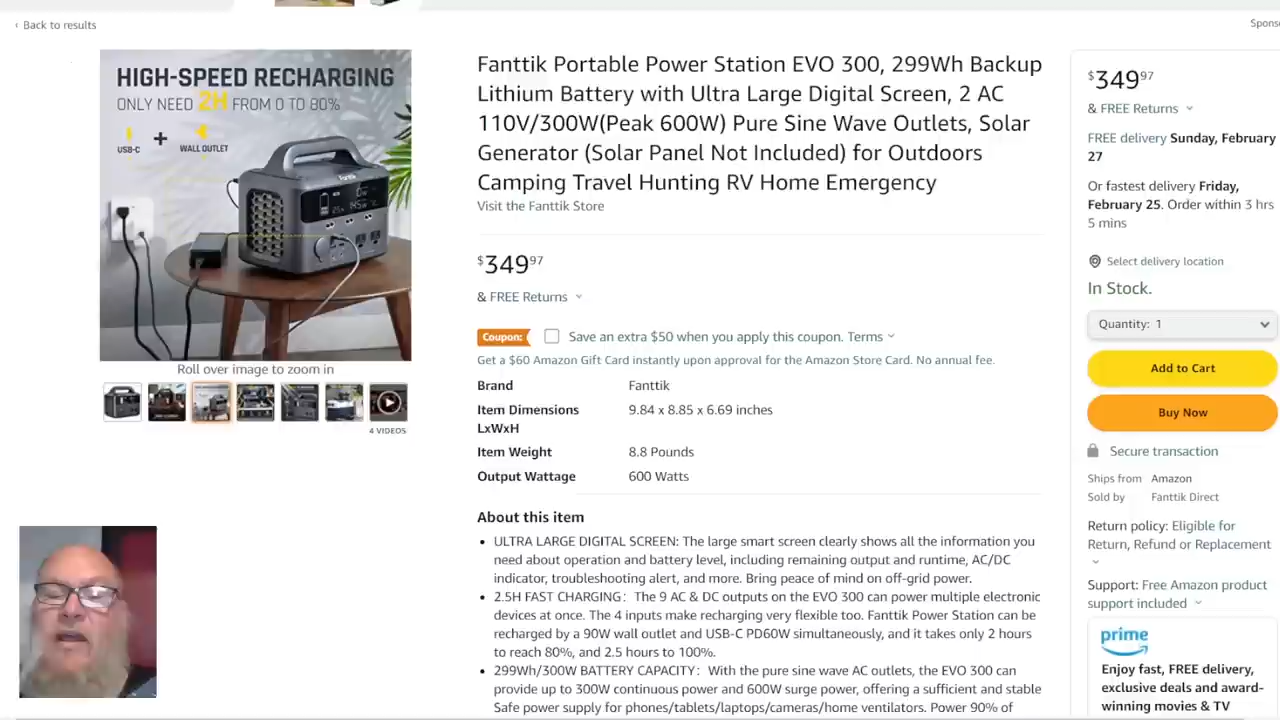 ‹ Back to results
HIGH-SPEED RECHARGING
ONLY NEED 2H FROM 0 TO 80%
USB-C + WALL OUTLET
Roll over image to zoom in
4 VIDEOS
Fanttik Portable Power Station EVO 300, 299Wh Backup
Lithium Battery with Ultra Large Digital Screen, 2 AC
110V/300W(Peak 600W) Pure Sine Wave Outlets, Solar
Generator (Solar Panel Not Included) for Outdoors
Camping Travel Hunting RV Home Emergency
Visit the Fanttik Store
$349 97
& FREE Returns
Coupon: Save an extra $50 when you apply this coupon. Terms
Get a $60 Amazon Gift Card instantly upon approval for the Amazon Store Card. No annual fee.
Brand Fanttik
Item Dimensions 9.84 x 8.85 x 6.69 inches
LxWxH
Item Weight 8.8 Pounds
Output Wattage 600 Watts
About this item
• ULTRA LARGE DIGITAL SCREEN: The large smart screen clearly shows all the information you
need about operation and battery level, including remaining output and runtime, AC/DC
indicator, troubleshooting alert, and more. Bring peace of mind on off-grid power.
• 2.5H FAST CHARGING：The 9 AC & DC outputs on the EVO 300 can power multiple electronic
devices at once. The 4 inputs make recharging very flexible too. Fanttik Power Station can be
recharged by a 90W wall outlet and USB-C PD60W simultaneously, and it takes only 2 hours
to reach 80%, and 2.5 hours to 100%.
• 299Wh/300W BATTERY CAPACITY：With the pure sine wave AC outlets, the EVO 300 can
provide up to 300W continuous power and 600W surge power, offering a sufficient and stable
Safe power supply for phones/tablets/laptops/cameras/home ventilators. Power 90% of
$349 97
& FREE Returns
FREE delivery Sunday, February
27
Or fastest delivery Friday,
February 25. Order within 3 hrs
5 mins
Select delivery location
In Stock.
Quantity: 1
Add to Cart
Buy Now
Secure transaction
Ships from Amazon
Sold by Fanttik Direct
Return policy: Eligible for
Return, Refund or Replacement
Support: Free Amazon product
support included
prime
Enjoy fast, FREE delivery,
exclusive deals and award-
winning movies & TV